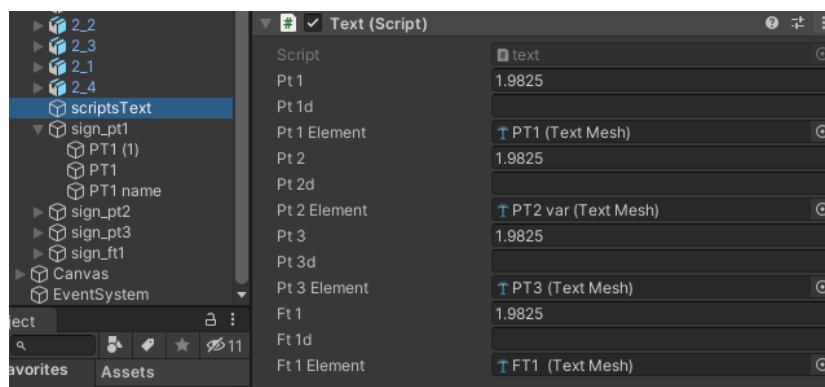 2_2
2_3
2_1
2_4
scriptsText
sign_pt1
PT1 (1)
PT1
PT1 name
sign_pt2
sign_pt3
sign_ft1
Canvas
EventSystem
ject
11
avorites
Assets
# Text (Script)
Script text
Pt 1 1.9825
Pt 1d
Pt 1 Element PT1 (Text Mesh)
Pt 2 1.9825
Pt 2d
Pt 2 Element PT2 var (Text Mesh)
Pt 3 1.9825
Pt 3d
Pt 3 Element PT3 (Text Mesh)
Ft 1 1.9825
Ft 1d
Ft 1 Element FT1 (Text Mesh)